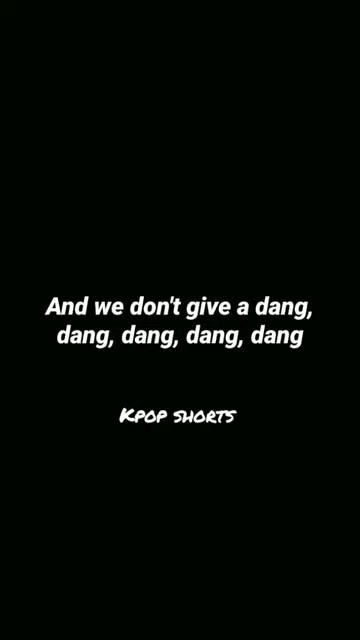 And we don't give a dang,
dang, dang, dang, dang
Kpop shorts